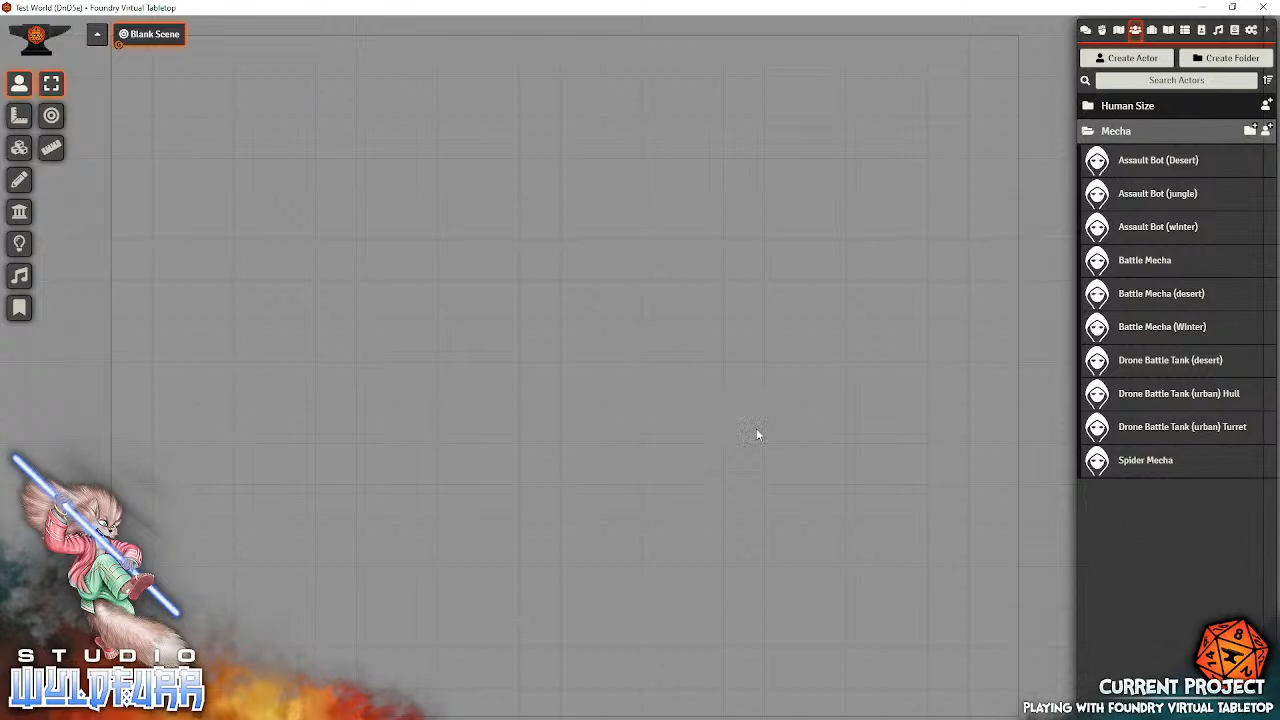 Test World (DnD5e) • Foundry Virtual Tabletop
Blank Scene
G
Create Actor
Create Folder
Search Actors
Human Size
Mecha
Assault Bot (Desert)
Assault Bot (jungle)
Assault Bot (winter)
Battle Mecha
Battle Mecha (desert)
Battle Mecha (Winter)
Drone Battle Tank (desert)
Drone Battle Tank (urban) Hull
Drone Battle Tank (urban) Turret
Spider Mecha
STUDIO
WYLDFURR
8
CURRENT PROJECT
PLAYING WITH FOUNDRY VIRTUAL TABLETOP